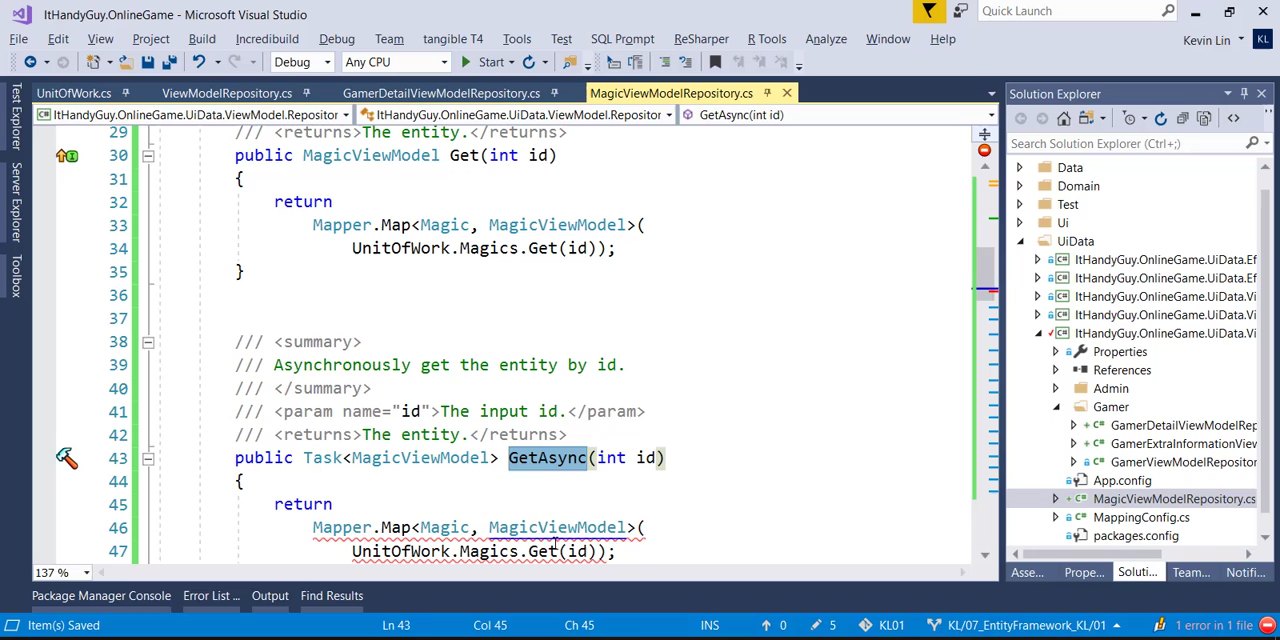 ItHandyGuy.OnlineGame - Microsoft Visual Studio
Quick Launch
File Edit View Project Build Incredibuild Debug Team tangible T4 Tools Test SQL Prompt ReSharper R Tools Analyze Window Help
Kevin Lin KL
Debug Any CPU Start
Test Explorer
Server Explorer
Toolbox
UnitOfWork.cs ViewModelRepository.cs GamerDetailViewModelRepository.cs MagicViewModelRepository.cs
ItHandyGuy.OnlineGame.UiData.ViewModel.Repositor ItHandyGuy.OnlineGame.UiData.ViewModel.Repositor GetAsync(int id)
29 /// <returns>The entity.</returns>
30 public MagicViewModel Get(int id)
31 {
32 return
33 Mapper.Map<Magic, MagicViewModel>(
34 UnitOfWork.Magics.Get(id));
35 }
36
37
38 /// <summary>
39 /// Asynchronously get the entity by id.
40 /// </summary>
41 /// <param name="id">The input id.</param>
42 /// <returns>The entity.</returns>
43 public Task<MagicViewModel> GetAsync(int id)
44 {
45 return
46 Mapper.Map<Magic, MagicViewModel>(
47 UnitOfWork.Magics.Get(id));
137 %
Solution Explorer
Search Solution Explorer (Ctrl+;)
Data
Domain
Test
Ui
UiData
ItHandyGuy.OnlineGame.UiData.Ef
ItHandyGuy.OnlineGame.UiData.Ef
ItHandyGuy.OnlineGame.UiData.Vi
ItHandyGuy.OnlineGame.UiData.Vi
ItHandyGuy.OnlineGame.UiData.Vi
Properties
References
Admin
Gamer
GamerDetailViewModelRep
GamerExtraInformationView
GamerViewModelRepositor
App.config
MagicViewModelRepository.cs
MappingConfig.cs
packages.config
Asse... Prope... Soluti... Team... Notifi...
Package Manager Console Error List ... Output Find Results
Item(s) Saved Ln 43 Col 45 Ch 45 INS 0 5 KL01 KL/07_EntityFramework_KL/01 1 error in 1 file